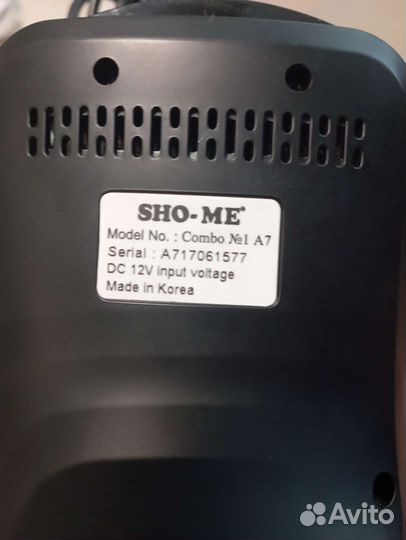 SHO-ME®
Model No. : Combo №1 A7
Serial : A717061577
DC 12V input voltage
Made in Korea
Avito